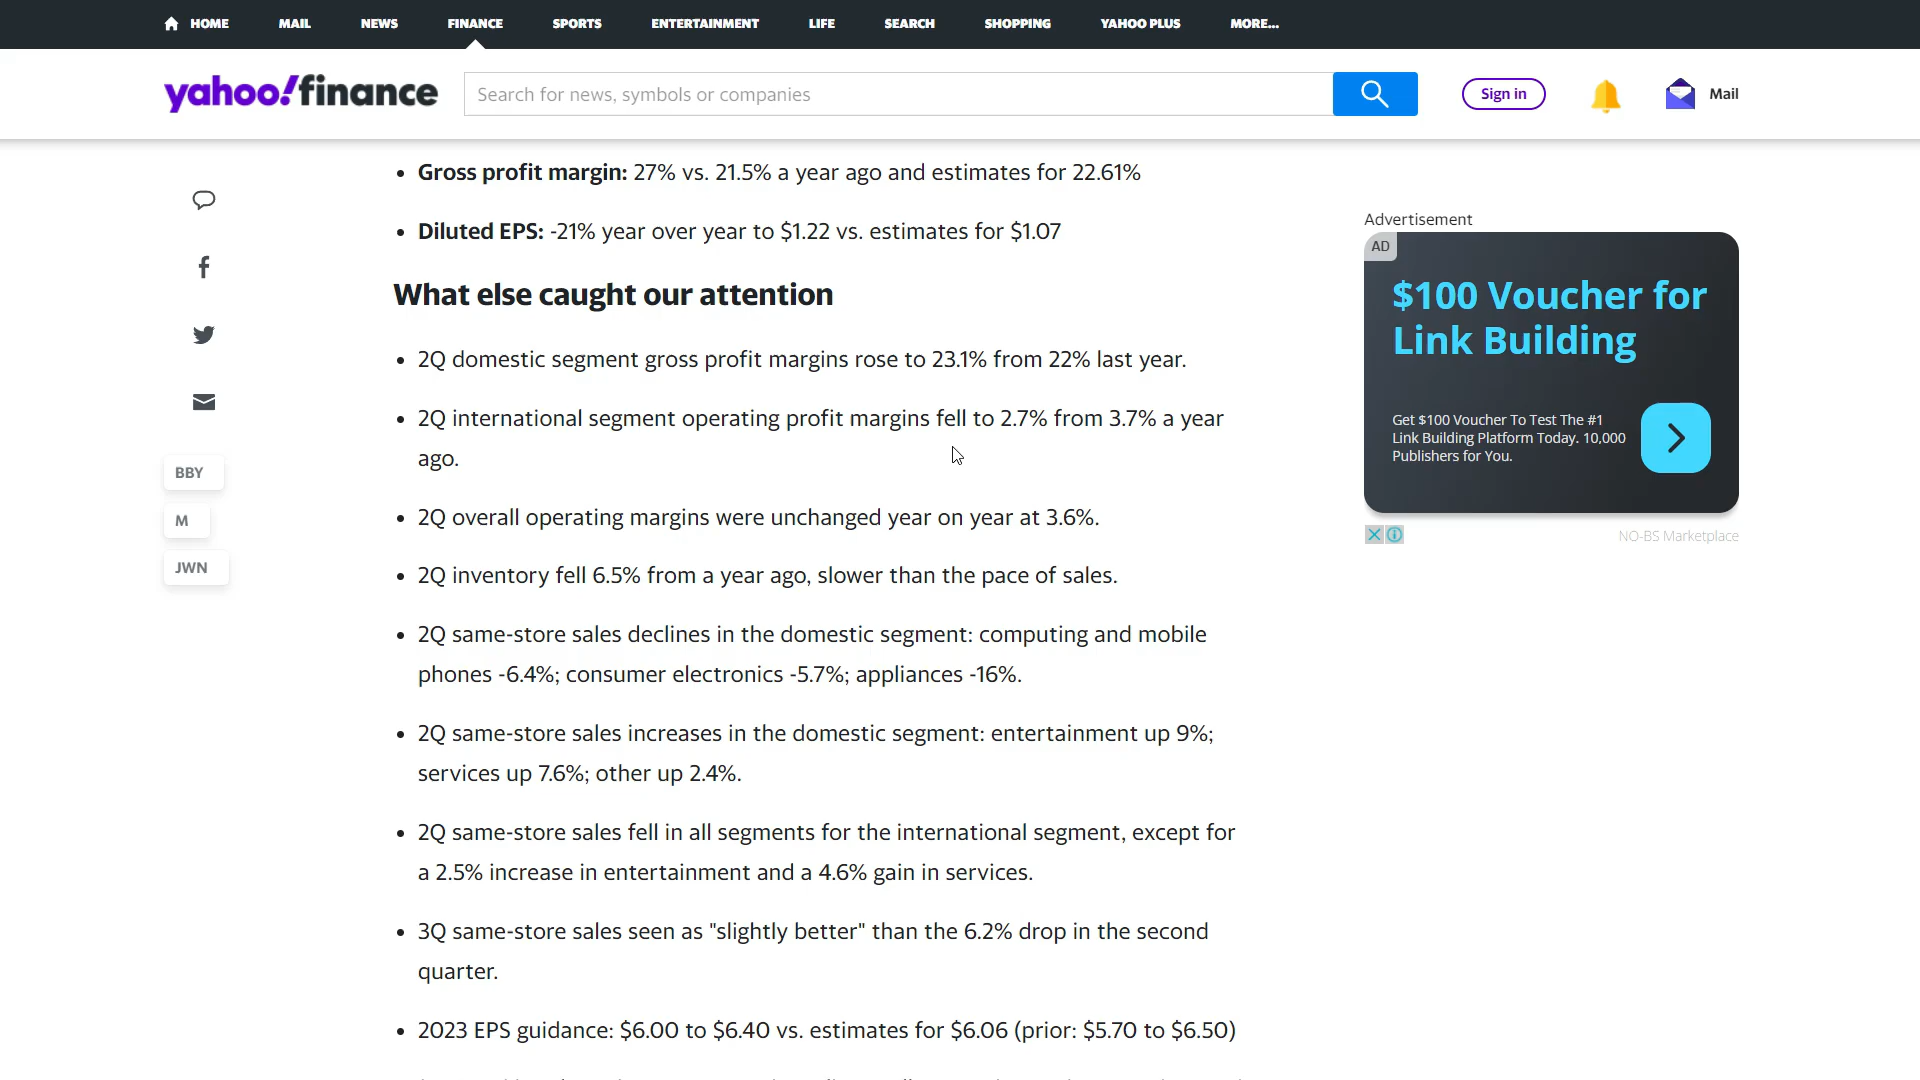 HOME MAIL NEWS FINANCE SPORTS ENTERTAINMENT LIFE SEARCH SHOPPING YAHOO PLUS MORE...
yahoo!finance
Search for news, symbols or companies
Sign in
Mail
• Gross profit margin: 27% vs. 21.5% a year ago and estimates for 22.61%
• Diluted EPS: -21% year over year to $1.22 vs. estimates for $1.07
What else caught our attention
• 2Q domestic segment gross profit margins rose to 23.1% from 22% last year.
• 2Q international segment operating profit margins fell to 2.7% from 3.7% a year
ago.
• 2Q overall operating margins were unchanged year on year at 3.6%.
• 2Q inventory fell 6.5% from a year ago, slower than the pace of sales.
• 2Q same-store sales declines in the domestic segment: computing and mobile
phones -6.4%; consumer electronics -5.7%; appliances -16%.
• 2Q same-store sales increases in the domestic segment: entertainment up 9%;
services up 7.6%; other up 2.4%.
• 2Q same-store sales fell in all segments for the international segment, except for
a 2.5% increase in entertainment and a 4.6% gain in services.
• 3Q same-store sales seen as "slightly better" than the 6.2% drop in the second
quarter.
• 2023 EPS guidance: $6.00 to $6.40 vs. estimates for $6.06 (prior: $5.70 to $6.50)
BBY
M
JWN
Advertisement
AD
$100 Voucher for
Link Building
Get $100 Voucher To Test The #1
Link Building Platform Today. 10,000
Publishers for You.
NO-BS Marketplace